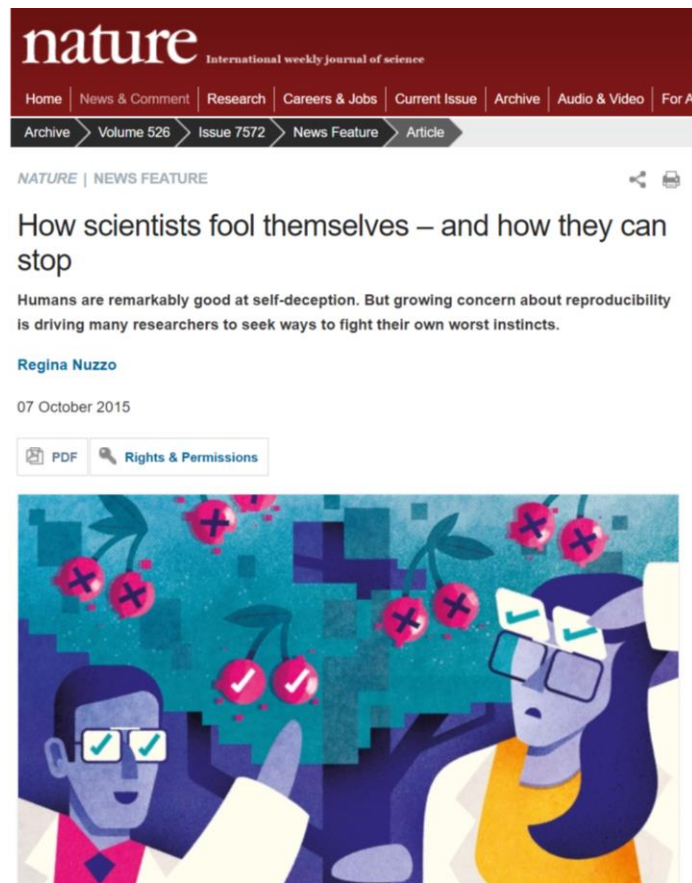 nature International weekly journal of science
Home News & Comment Research Careers & Jobs Current Issue Archive Audio & Video For A
Archive Volume 526 Issue 7572 News Feature Article
NATURE | NEWS FEATURE
How scientists fool themselves – and how they can
stop
Humans are remarkably good at self-deception. But growing concern about reproducibility
is driving many researchers to seek ways to fight their own worst instincts.
Regina Nuzzo
07 October 2015
PDF Rights & Permissions